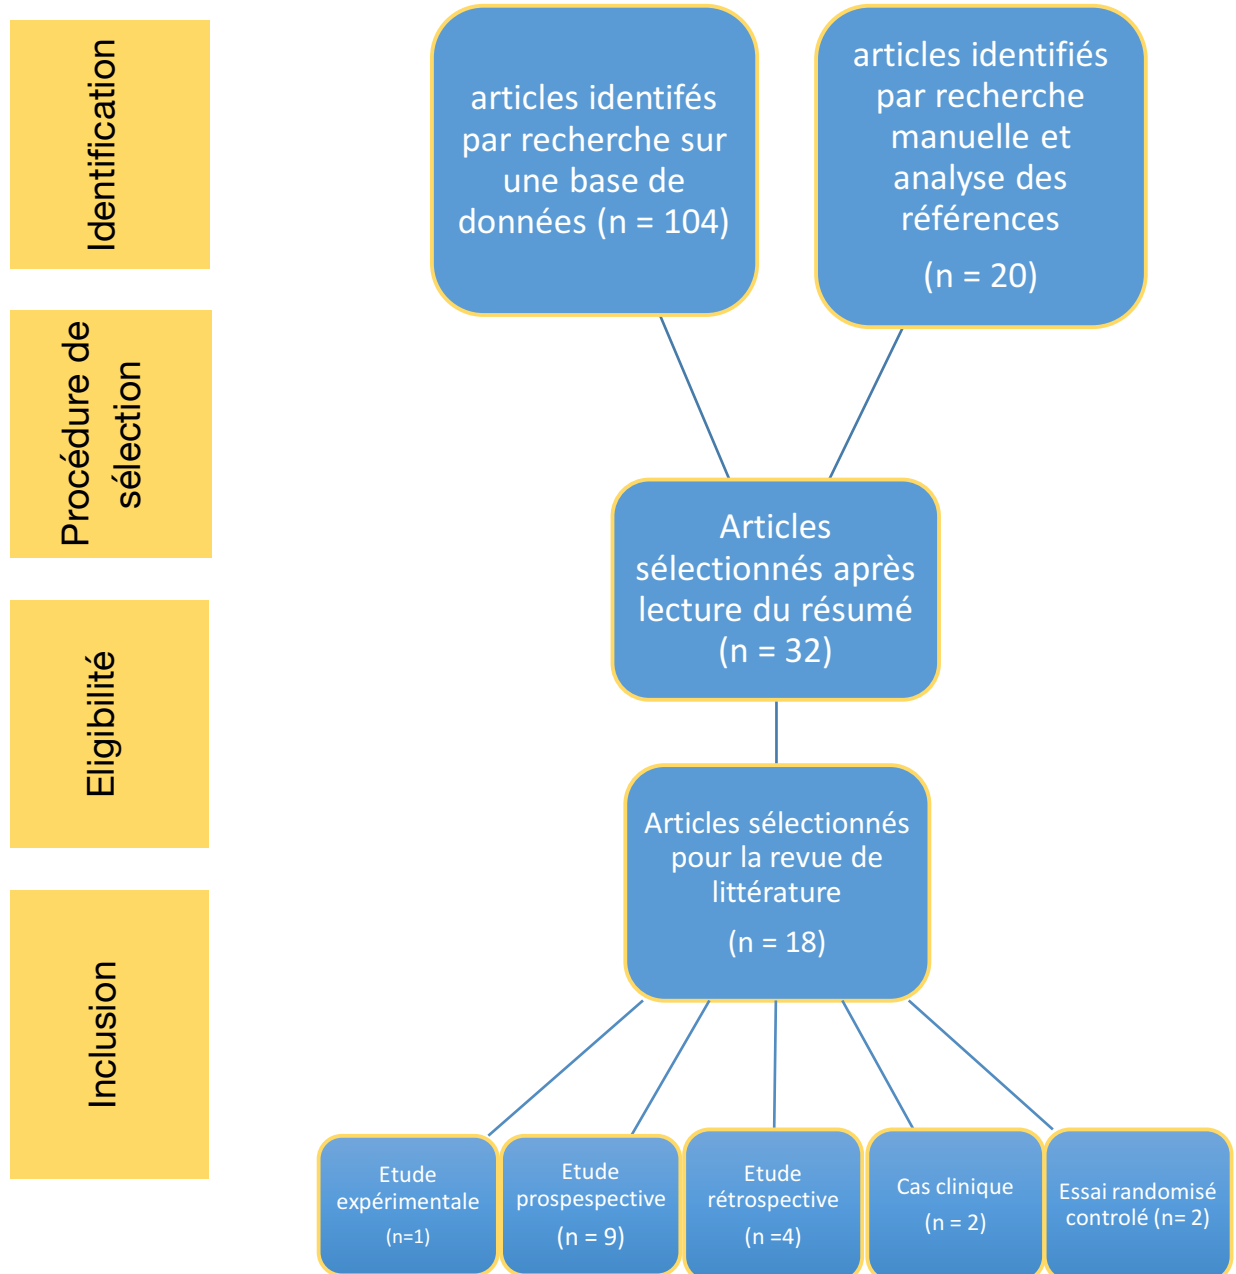 Identification
articles identifés
par recherche sur
une base de
données (n = 104)
articles identifiés
par recherche
manuelle et
analyse des
références
(n = 20)
Procédure de
sélection
Articles
sélectionnés après
lecture du résumé
(n = 32)
Eligibilité
Articles sélectionnés
pour la revue de
littérature
(n = 18)
Inclusion
Etude
expérimentale
(n=1)
Etude
prospespective
(n = 9)
Etude
rétrospective
(n =4)
Cas clinique
(n = 2)
Essai randomisé
controlé (n= 2)